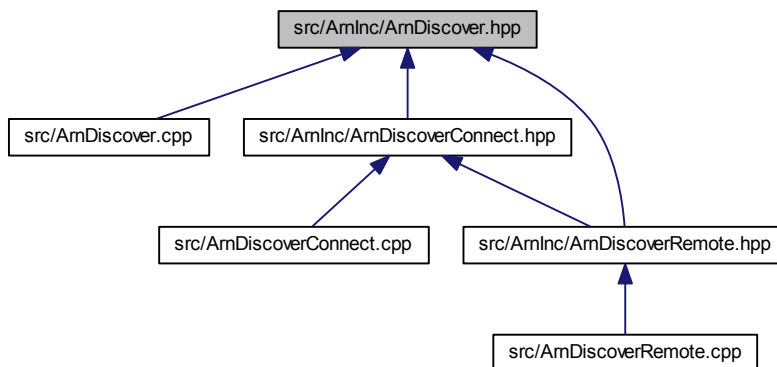 src/ArnInc/ArnDiscover.hpp
src/ArnDiscover.cpp
src/ArnInc/ArnDiscoverConnect.hpp
src/ArnDiscoverConnect.cpp
src/ArnInc/ArnDiscoverRemote.hpp
src/ArnDiscoverRemote.cpp